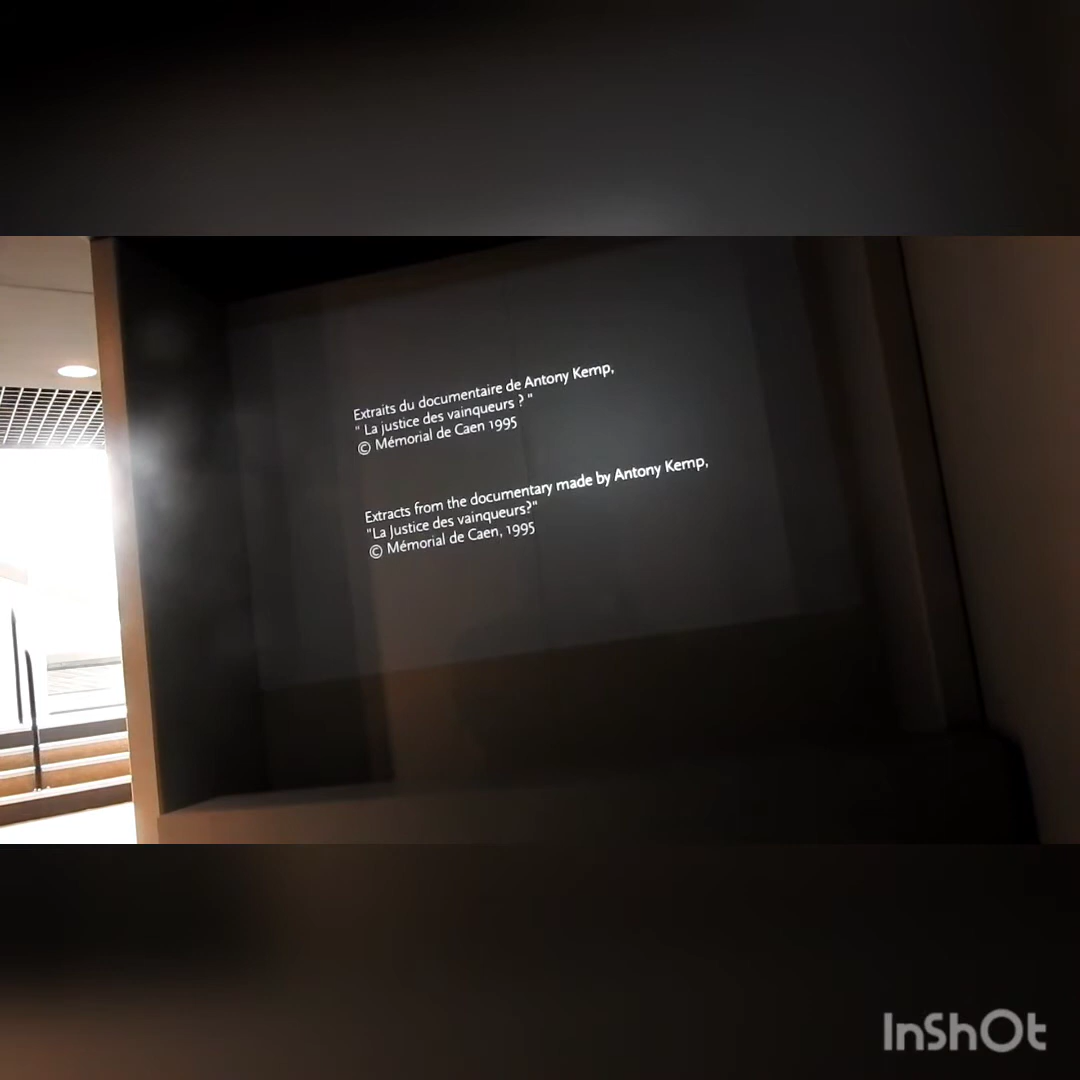 Extraits du documentaire de Antony Kemp,
" La justice des vainqueurs ? "
© Mémorial de Caen 1995
Extracts from the documentary made by Antony Kemp,
"La Justice des vainqueurs?"
© Mémorial de Caen, 1995
InShOt